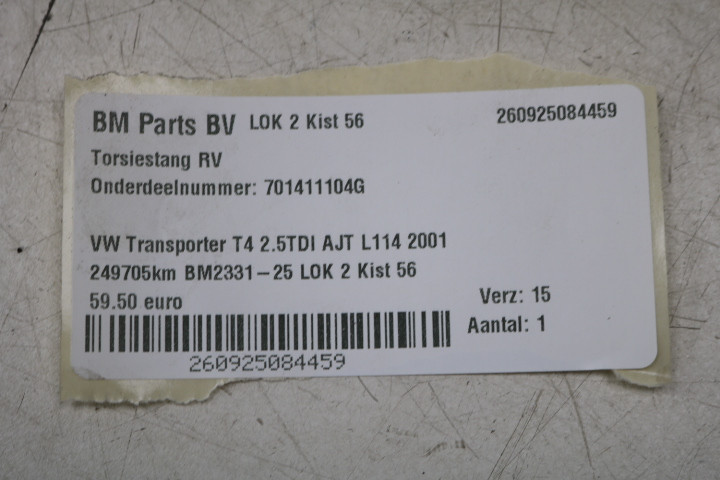 BM Parts BV LOK 2 Kist 56 260925084459
Torsiestang RV
Onderdeelnummer: 701411104G
VW Transporter T4 2.5TDI AJT L114 2001
249705km BM2331-25 LOK 2 Kist 56
59.50 euro Verz: 15
Aantal: 1
260925084459